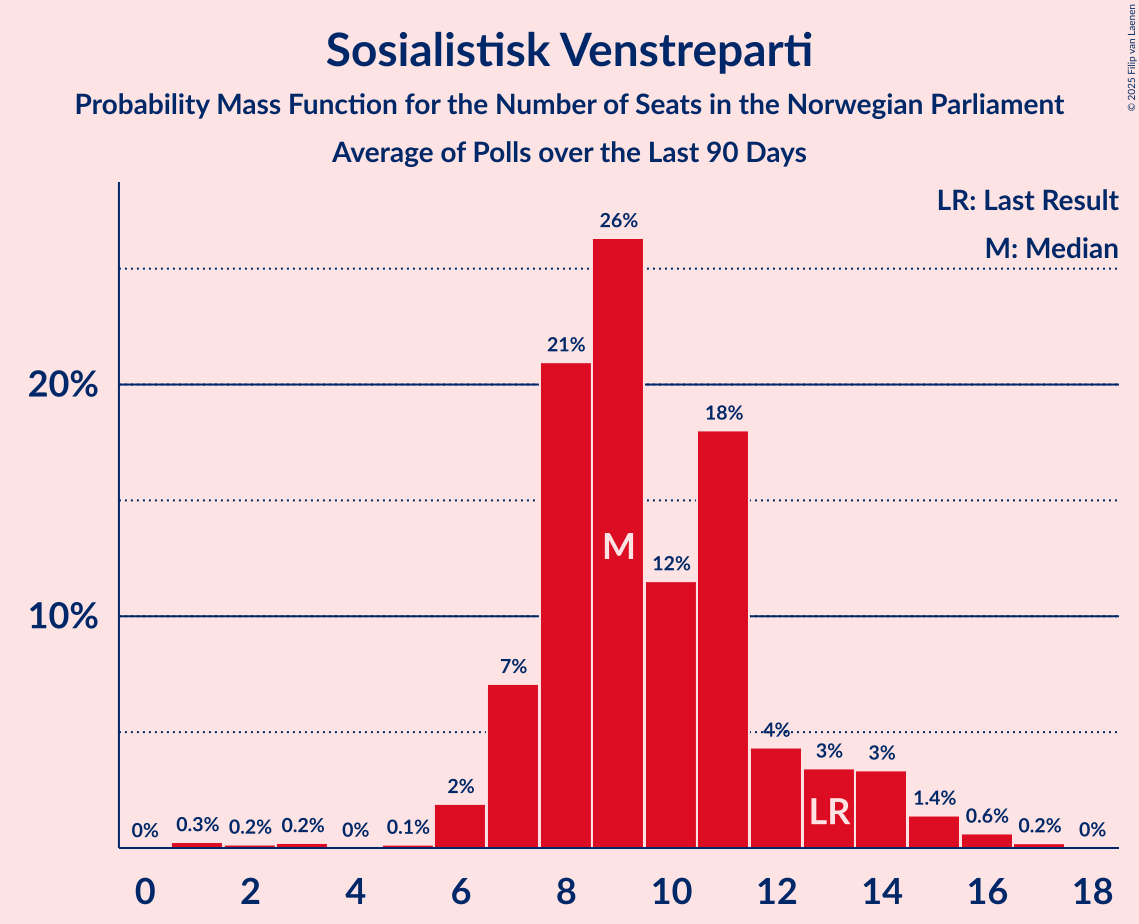 Sosialistisk Venstreparti
Probability Mass Function for the Number of Seats in the Norwegian Parliament
Average of Polls over the Last 90 Days
© 2025 Filip van Laenen
LR: Last Result
M: Median
20%
10%
0%
0.3%
0.2%
0.2%
0%
0.1%
2%
7%
21%
26%
12%
18%
4%
3%
3%
1.4%
0.6%
0.2%
0%
M
LR
0 2 4 6 8 10 12 14 16 18